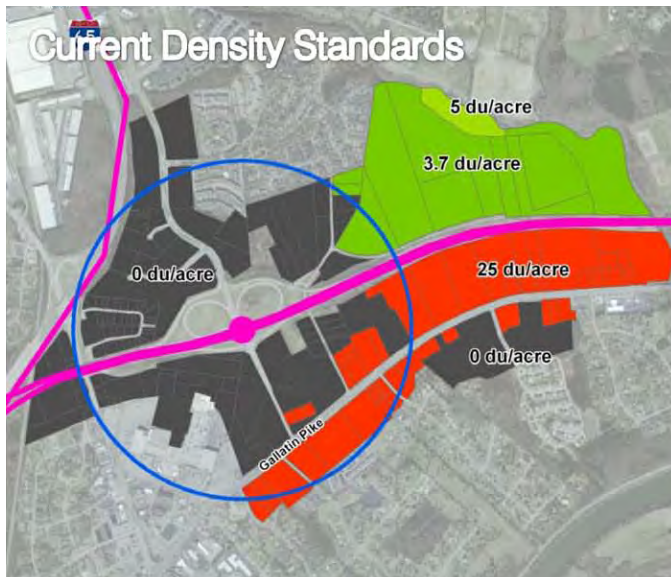 65
Current Density Standards
5 du/acre
3.7 du/acre
0 du/acre
25 du/acre
0 du/acre
Gallatin Pike